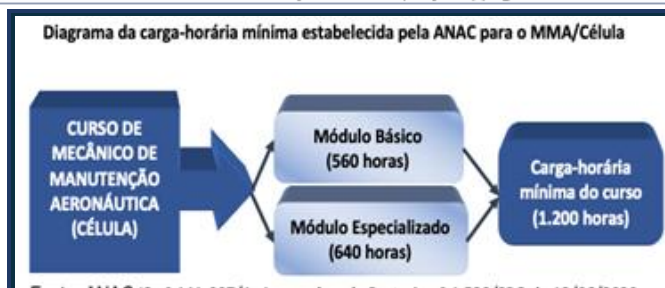 Diagrama da carga-horária mínima estabelecida pela ANAC para o MMA/Célula
CURSO DE
MECÂNICO DE
MANUTENÇÃO
AERONÁUTICA
(CÉLULA)
Módulo Básico
(560 horas)
Módulo Especializado
(640 horas)
Carga-horária
mínima do curso
(1.200 horas)